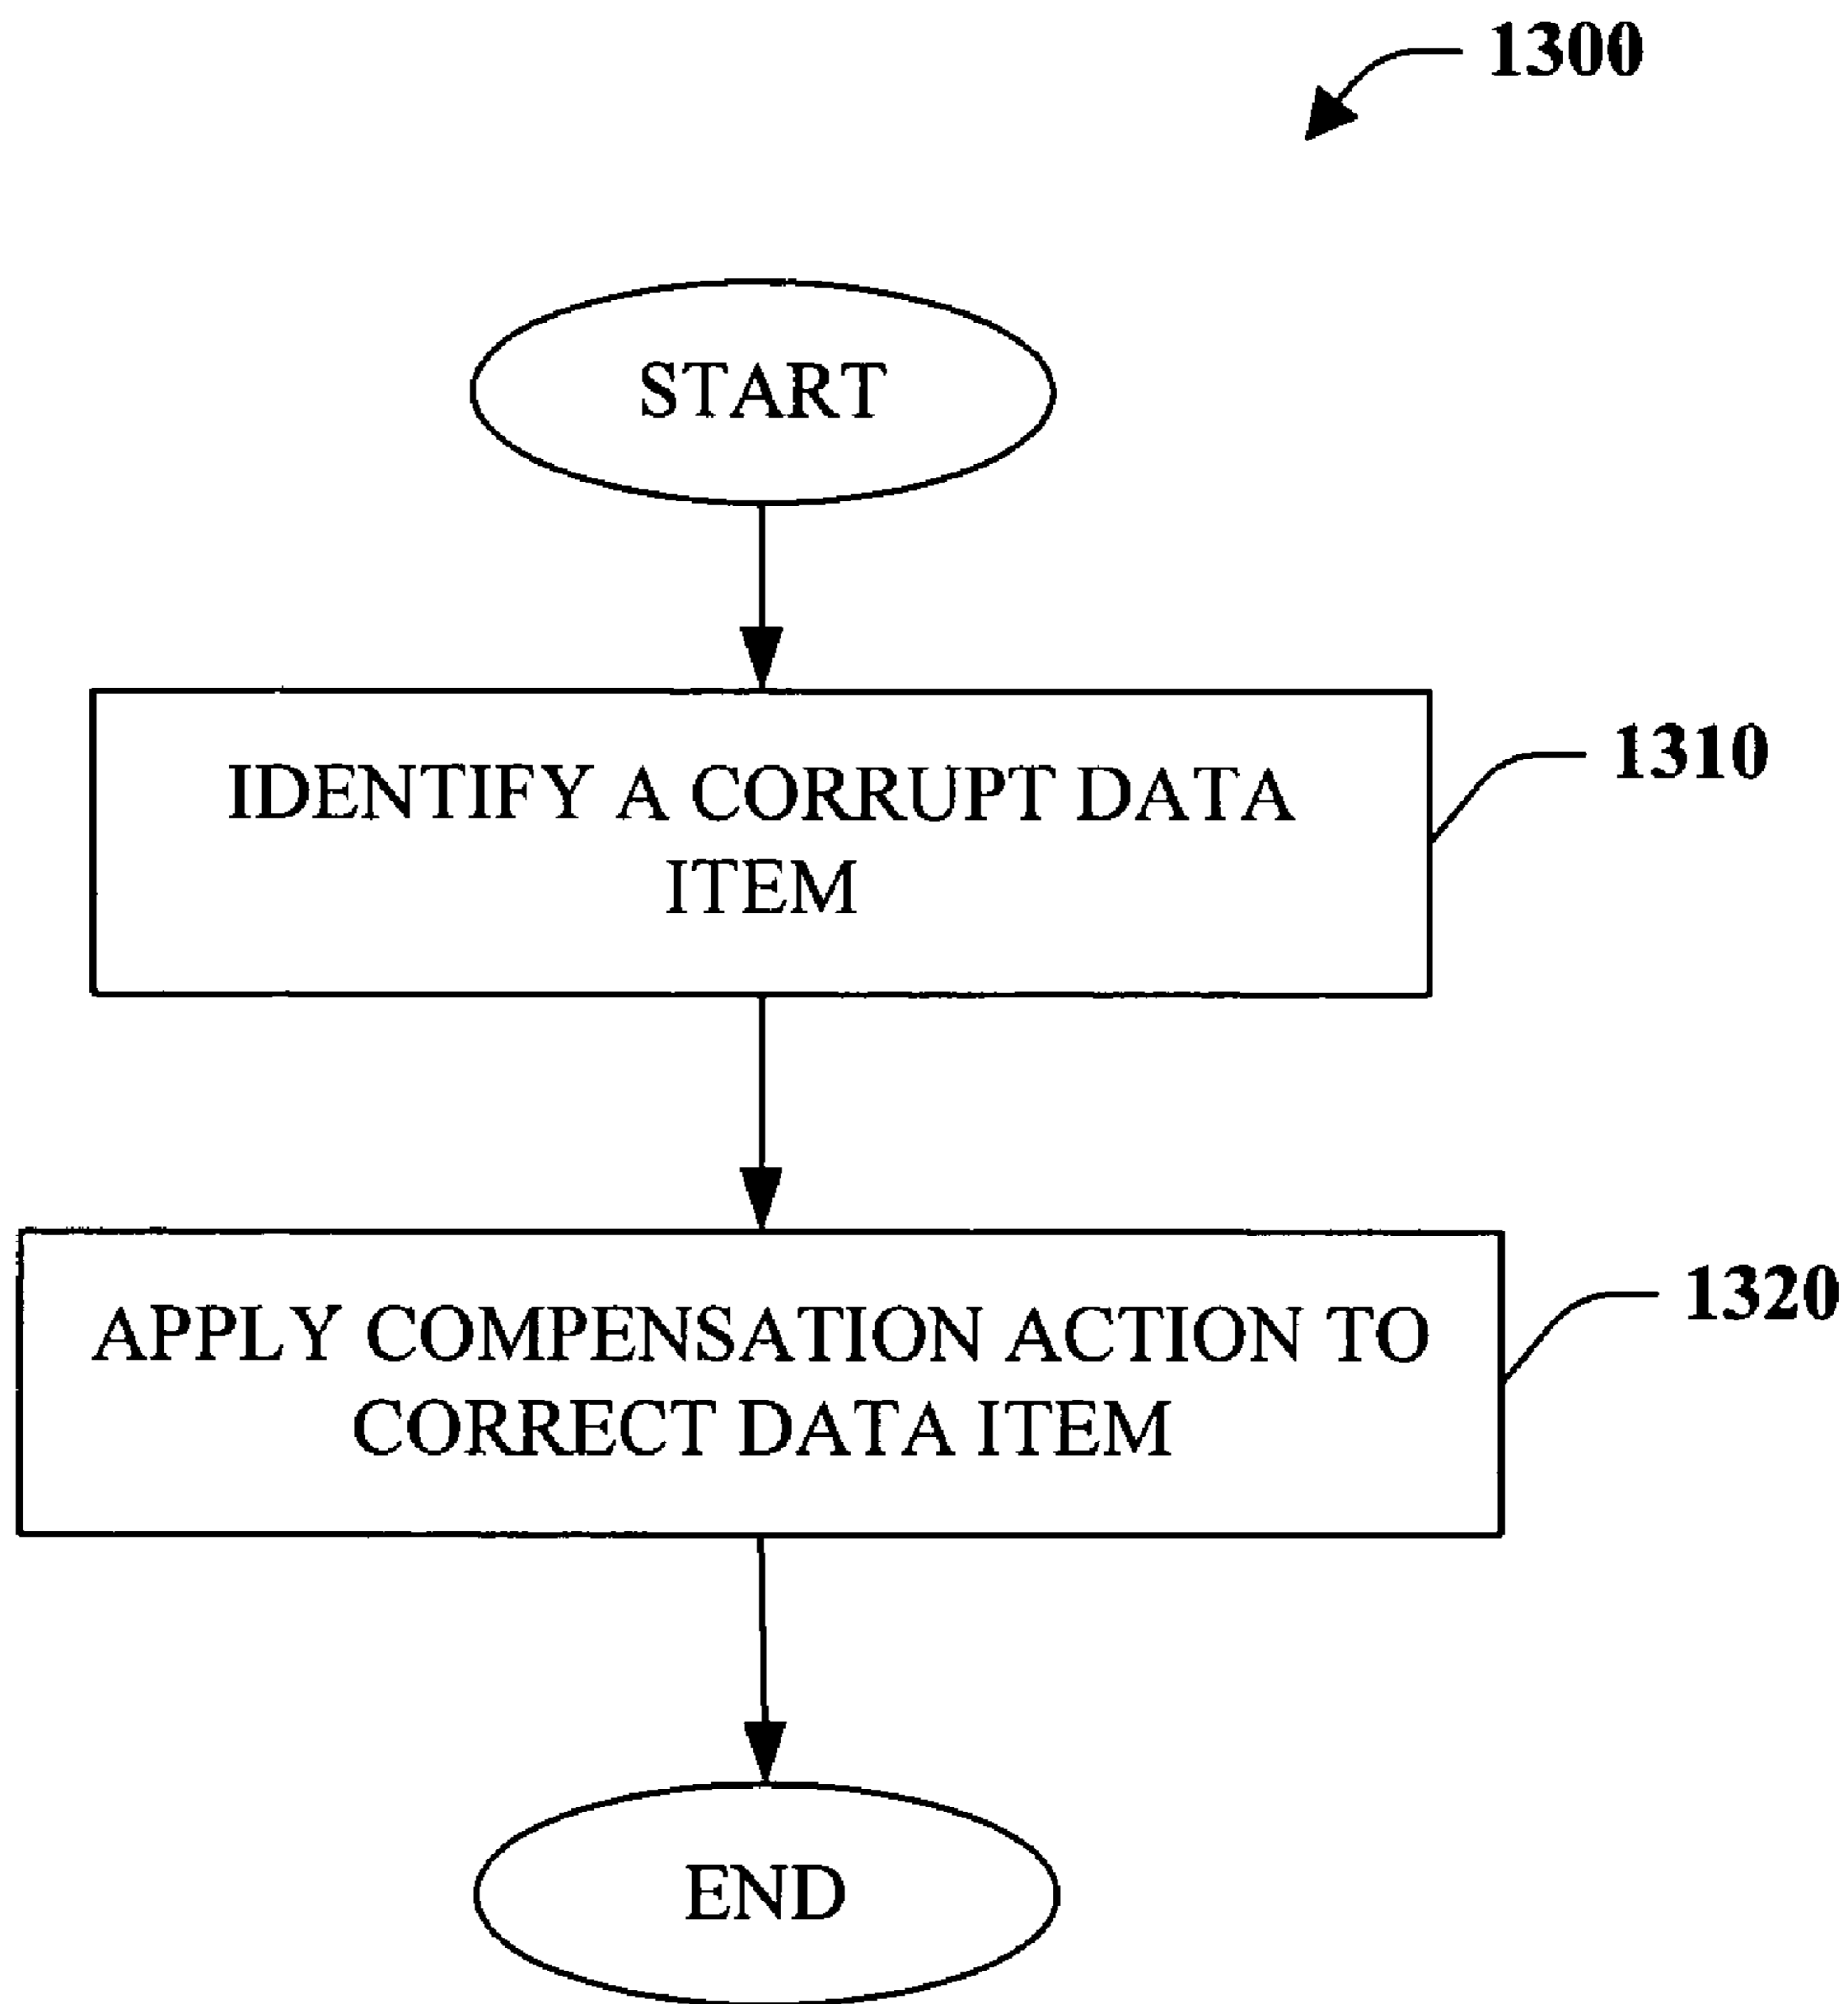 1300
START
IDENTIFY A CORRUPT DATA
ITEM
1310
APPLY COMPENSATION ACTION TO
CORRECT DATA ITEM
1320
END